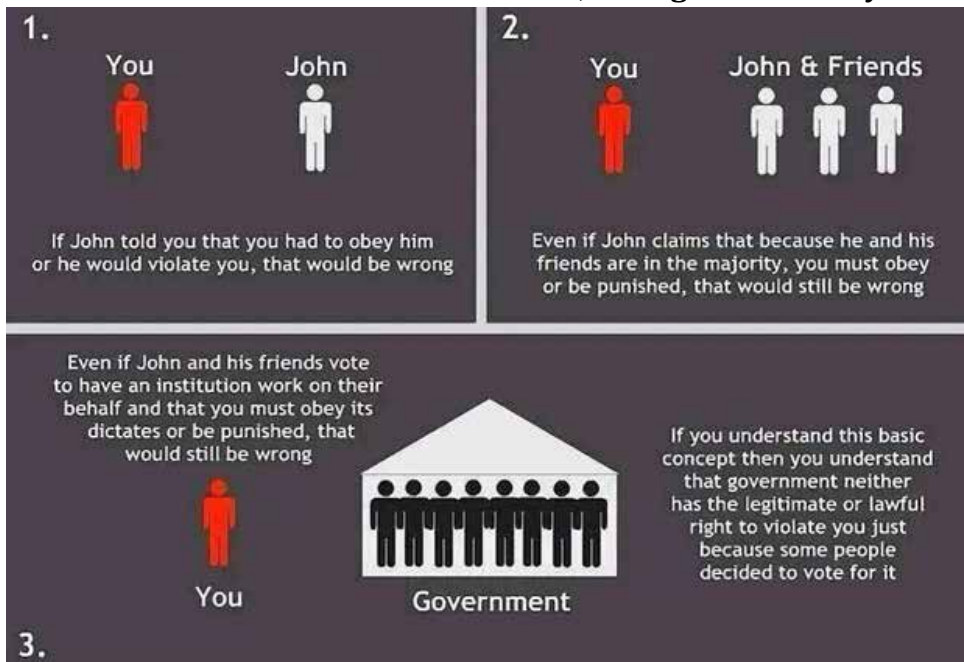 1.
You
John
If John told you that you had to obey him
or he would violate you, that would be wrong
2.
You
John & Friends
Even if John claims that because he and his
friends are in the majority, you must obey
or be punished, that would still be wrong
Even if John and his friends vote
to have an institution work on their
behalf and that you must obey its
dictates or be punished, that
would still be wrong
You
Government
If you understand this basic
concept then you understand
that government neither
has the legitimate or lawful
right to violate you just
because some people
decided to vote for it
3.